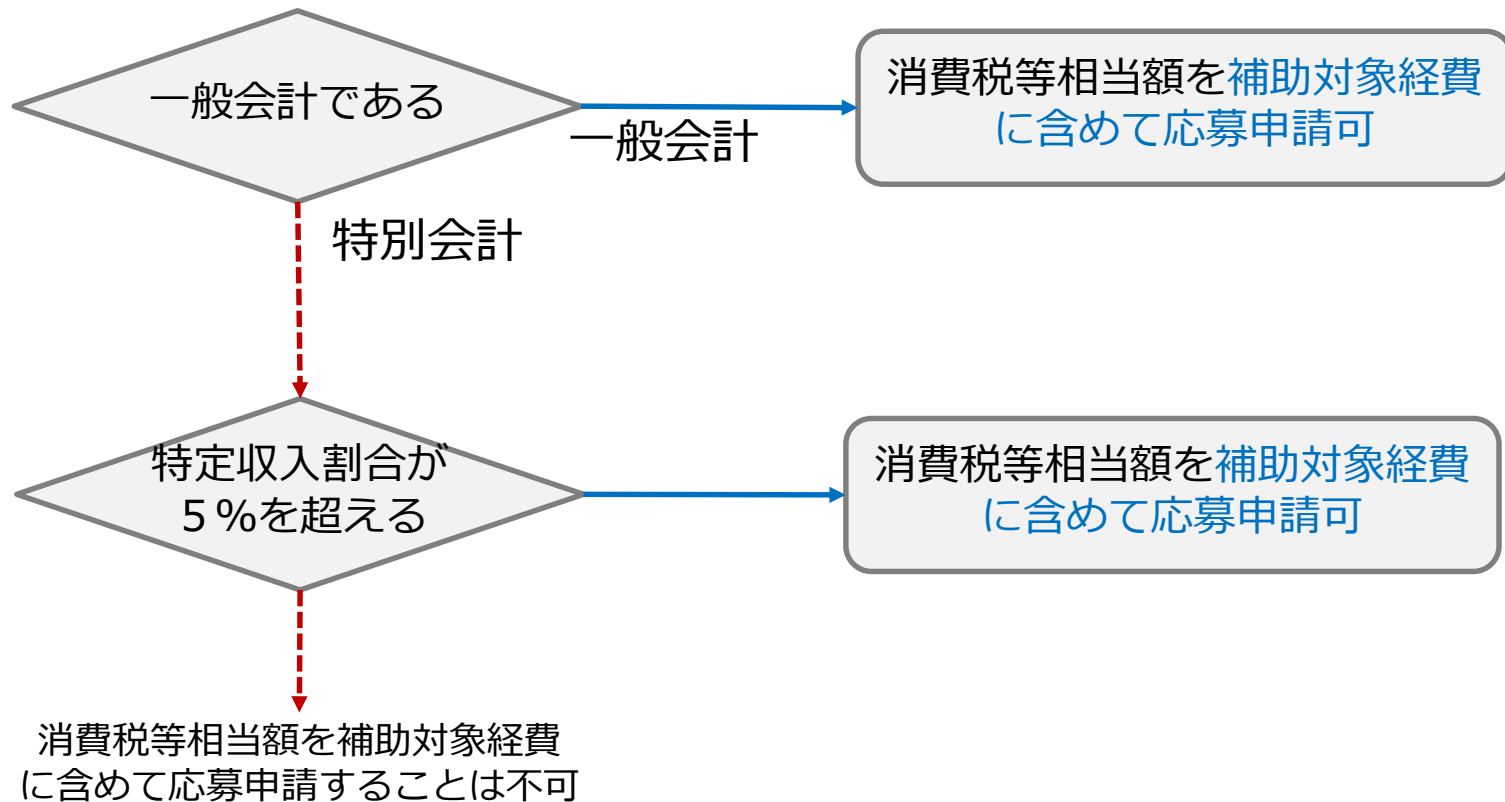 一般会計である
一般会計
消費税等相当額を補助対象経費
に含めて応募申請可
特別会計
特定収入割合が
５％を超える
消費税等相当額を補助対象経費
に含めて応募申請可
消費税等相当額を補助対象経費
に含めて応募申請することは不可